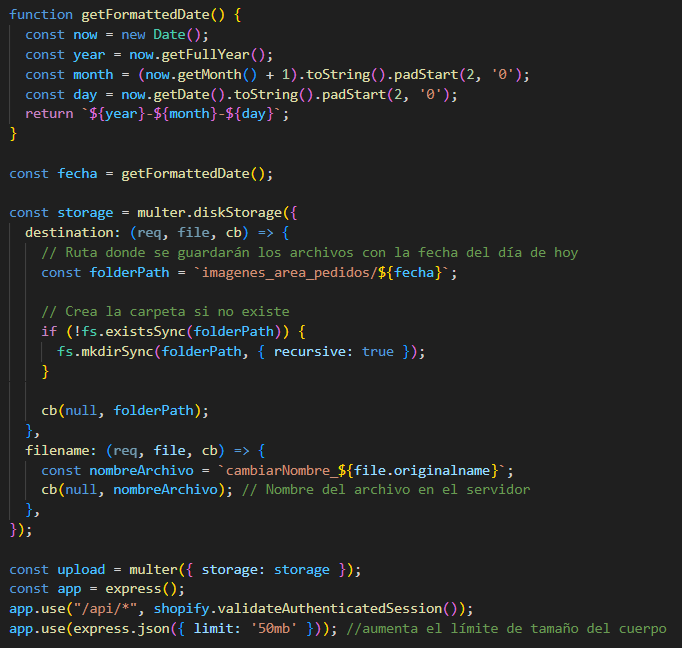 function getFormattedDate() {
  const now = new Date();
  const year = now.getFullYear();
  const month = (now.getMonth() + 1).toString().padStart(2, '0');
  const day = now.getDate().toString().padStart(2, '0');
  return `${year}-${month}-${day}`;
}

const fecha = getFormattedDate();

const storage = multer.diskStorage({
  destination: (req, file, cb) => {
    // Ruta donde se guardarán los archivos con la fecha del día de hoy
    const folderPath = `imagenes_area_pedidos/${fecha}`;

    // Crea la carpeta si no existe
    if (!fs.existsSync(folderPath)) {
      fs.mkdirSync(folderPath, { recursive: true });
    }

    cb(null, folderPath);
  },
  filename: (req, file, cb) => {
    const nombreArchivo = `cambiarNombre_${file.originalname}`;
    cb(null, nombreArchivo); // Nombre del archivo en el servidor
  },
});

const upload = multer({ storage: storage });
const app = express();
app.use("/api/*", shopify.validateAuthenticatedSession());
app.use(express.json({ limit: '50mb' })); //aumenta el límite de tamaño del cuerpo